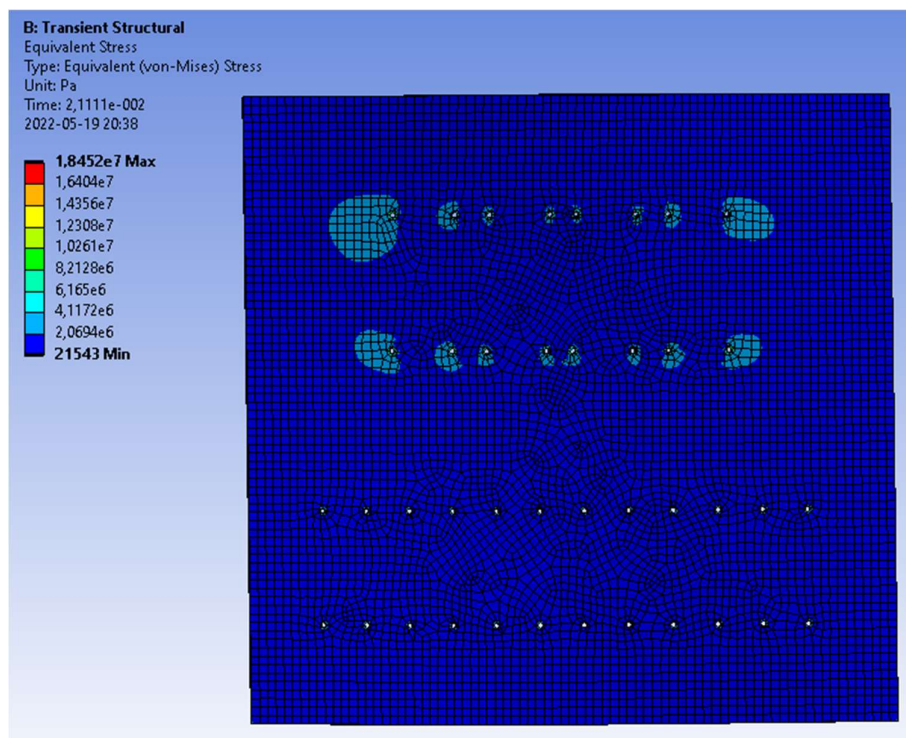 B: Transient Structural
Equivalent Stress
Type: Equivalent (von-Mises) Stress
Unit: Pa
Time: 2,1111e-002
2022-05-19 20:38
1,8452e7 Max
1,6404e7
1,4356e7
1,2308e7
1,0261e7
8,2128e6
6,165e6
4,1172e6
2,0694e6
21543 Min